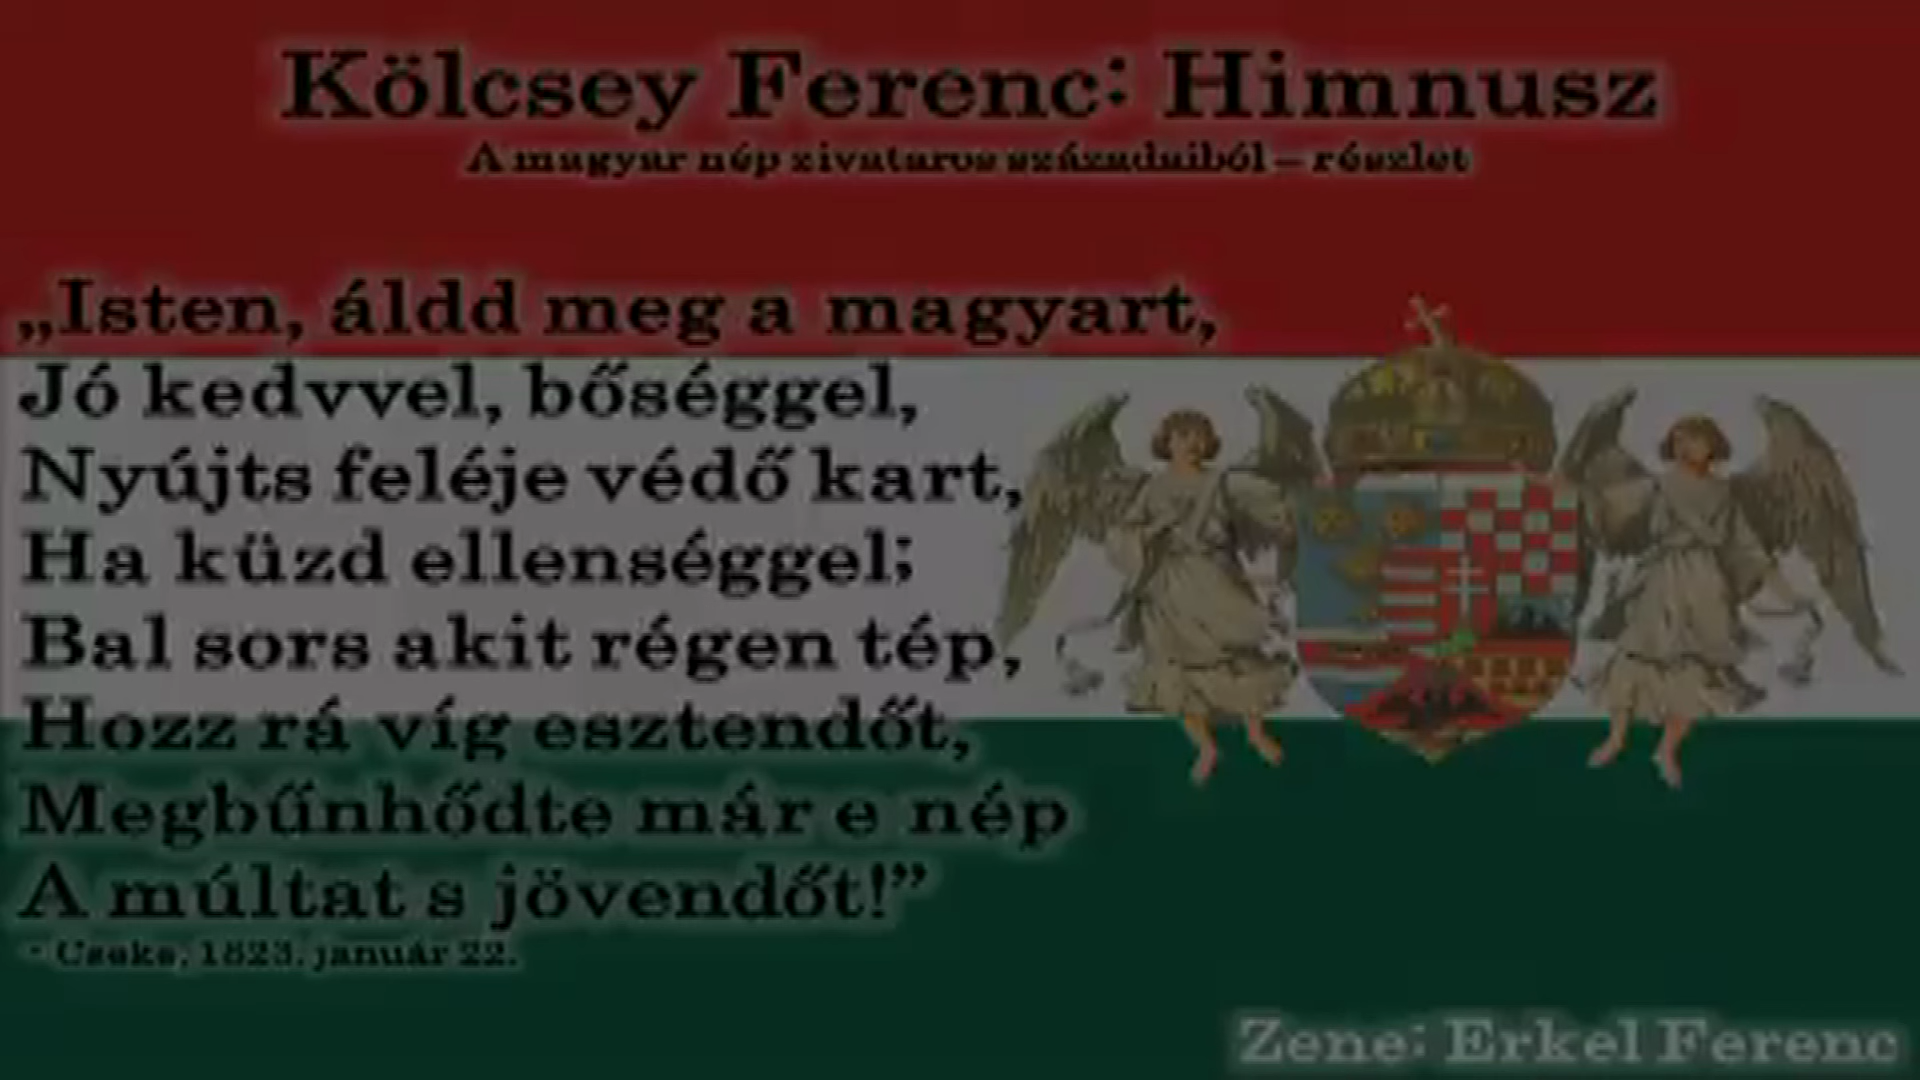 Kölcsey Ferenc: Himnusz
A magyar nép zivataros századaiból – részlet
„Isten, áldd meg a magyart,
Jó kedvvel, bőséggel,
Nyújts feléje védő kart,
Ha küzd ellenséggel;
Bal sors akit régen tép,
Hozz rá víg esztendőt,
Megbűnhődte már e nép
A múltat s jövendőt!”
- Cseke, 1823. január 22.
Zene: Erkel Ferenc